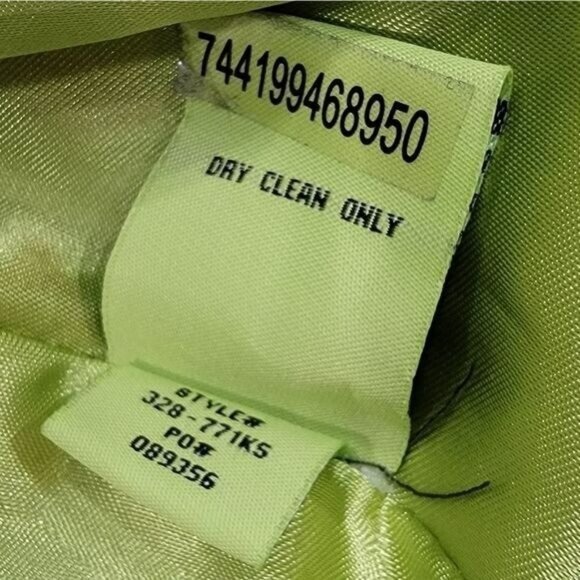 744199468950
DRY CLEAN ONLY
STYLE#
328-771KS
PO#
089356